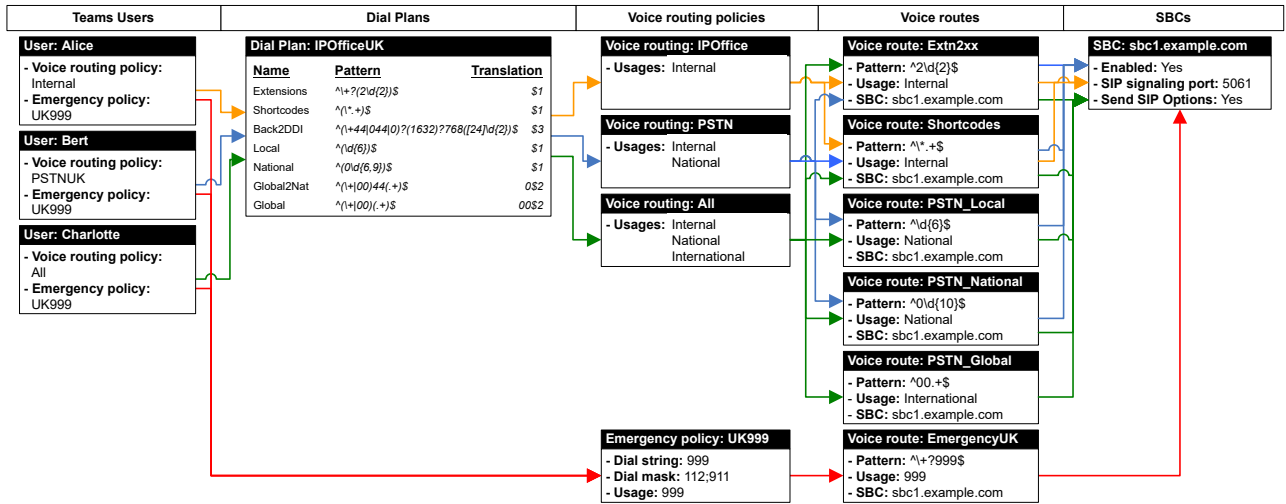 Teams Users
Dial Plans
Voice routing policies
Voice routes
SBCs
User: Alice
- Voice routing policy:
Internal
- Emergency policy:
UK999
User: Bert
- Voice routing policy:
PSTNUK
- Emergency policy:
UK999
User: Charlotte
- Voice routing policy:
All
- Emergency policy:
UK999
Dial Plan: IPOfficeUK
Name Pattern Translation
Extensions ^\+?(2\d{2})$ $1
Shortcodes ^(\*.+)$ $1
Back2DDI ^(\+44|044|0)?(1632)?768([24]\d{2})$ $3
Local ^(\d{6})$ $1
National ^(0\d{6,9})$ $1
Global2Nat ^(\+|00)44(.+)$ 0$2
Global ^(\+|00)(.+)$ 00$2
Voice routing: IPOffice
- Usages: Internal
Voice routing: PSTN
- Usages: Internal
National
Voice routing: All
- Usages: Internal
National
International
Emergency policy: UK999
- Dial string: 999
- Dial mask: 112;911
- Usage: 999
Voice route: Extn2xx
- Pattern: ^2\d{2}$
- Usage: Internal
- SBC: sbc1.example.com
Voice route: Shortcodes
- Pattern: ^\*.+$
- Usage: Internal
- SBC: sbc1.example.com
Voice route: PSTN_Local
- Pattern: ^\d{6}$
- Usage: National
- SBC: sbc1.example.com
Voice route: PSTN_National
- Pattern: ^0\d{10}$
- Usage: National
- SBC: sbc1.example.com
Voice route: PSTN_Global
- Pattern: ^00.+$
- Usage: International
- SBC: sbc1.example.com
Voice route: EmergencyUK
- Pattern: ^\+?999$
- Usage: 999
- SBC: sbc1.example.com
SBC: sbc1.example.com
- Enabled: Yes
- SIP signaling port: 5061
- Send SIP Options: Yes